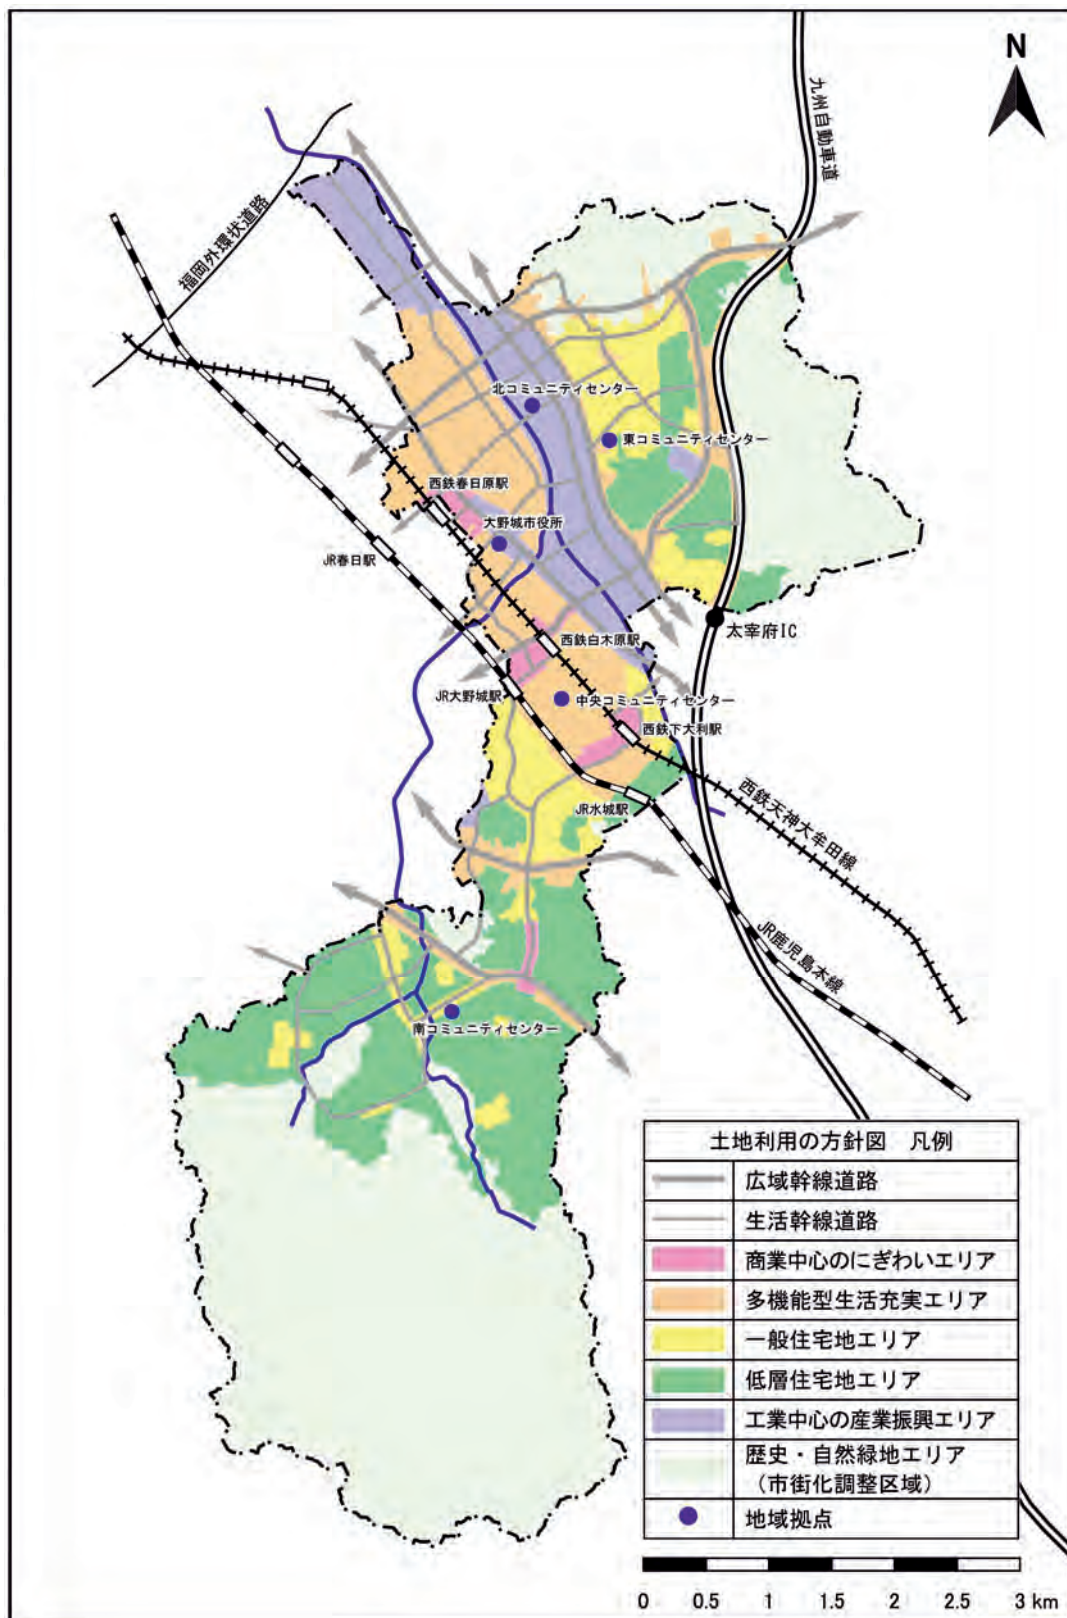 N
九州自動車道
福岡外環状道路
北コミュニティセンター
東コミュニティセンター
西鉄春日原駅
大野城市役所
JR春日駅
太宰府IC
西鉄白木原駅
JR大野城駅
中央コミュニティセンター
西鉄下大利駅
JR水城駅
西鉄天神大牟田線
JR鹿児島本線
南コミュニティセンター
土地利用の方針図　凡例
広域幹線道路
生活幹線道路
商業中心のにぎわいエリア
多機能型生活充実エリア
一般住宅地エリア
低層住宅地エリア
工業中心の産業振興エリア
歴史・自然緑地エリア
（市街化調整区域）
地域拠点
0 0.5 1 1.5 2 2.5 3 km